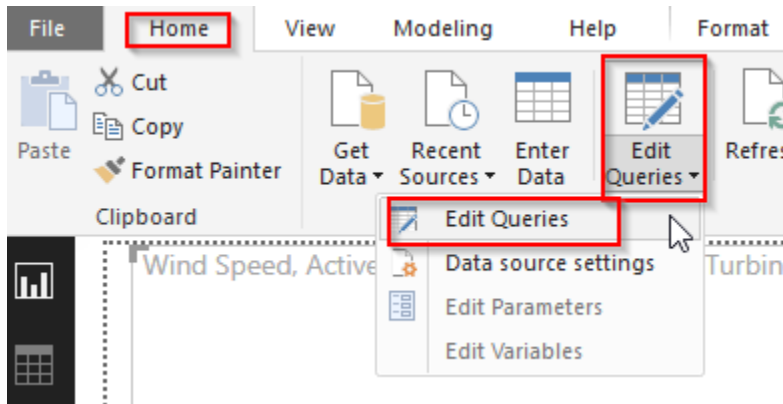 File Home View Modeling Help Format
Cut
Copy
Format Painter
Paste
Get Data
Recent Sources
Enter Data
Edit Queries
Clipboard
Edit Queries
Data source settings
Edit Parameters
Edit Variables
Wind Speed, Active